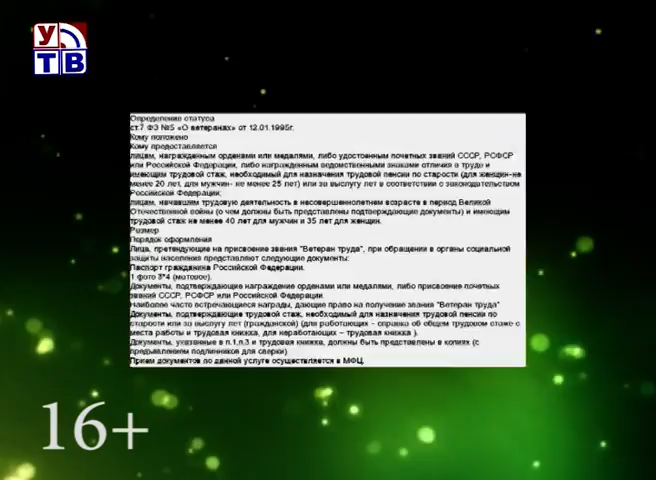 УТВ
Определение статуса
ст.7 ФЗ №5 «О ветеранах» от 12.01.1995г.
Кому положено
Кому предоставляется
лицам, награжденным орденами или медалями, либо удостоенным почетных званий СССР, РСФСР
или Российской Федерации, либо награжденным ведомственными знаками отличия в труде и
имеющим трудовой стаж, необходимый для назначения трудовой пенсии по старости (для женщин-не
менее 20 лет, для мужчин- не менее 25 лет) или за выслугу лет в соответствии с законодательством
Российской Федерации;
лицам, начавшим трудовую деятельность в несовершеннолетнем возрасте в период Великой
Отечественной войны (о чем должны быть представлены подтверждающие документы) и имеющим
трудовой стаж не менее 40 лет для мужчин и 35 лет для женщин.
Размер
Порядок оформления
Лица, претендующие на присвоение звания "Ветеран труда", при обращении в органы социальной
защиты населения представляют следующие документы:
Паспорт гражданина Российской Федерации.
1 фото 3*4 (матовое).
Документы, подтверждающие награждение орденами или медалями, либо присвоение почетных
званий СССР, РСФСР или Российской Федерации.
Наиболее часто встречающиеся награды, дающие право на получение звания "Ветеран труда"
Документы, подтверждающие трудовой стаж, необходимый для назначения трудовой пенсии по
старости или за выслугу лет (гражданской) (для работающих - справка об общем трудовом стаже с
места работы и трудовая книжка, для неработающих – трудовая книжка ).
Документы, указанные в п.1,п.3 и трудовая книжка, должны быть представлены в копиях (с
предъявлением подлинников для сверки)
Прием документов по данной услуге осуществляется в МФЦ.
16+